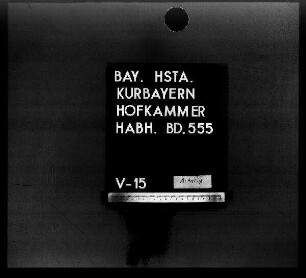 BAY. HSTA.
KURBAYERN
HOFKAMMER
HABH. BD. 555
V-15